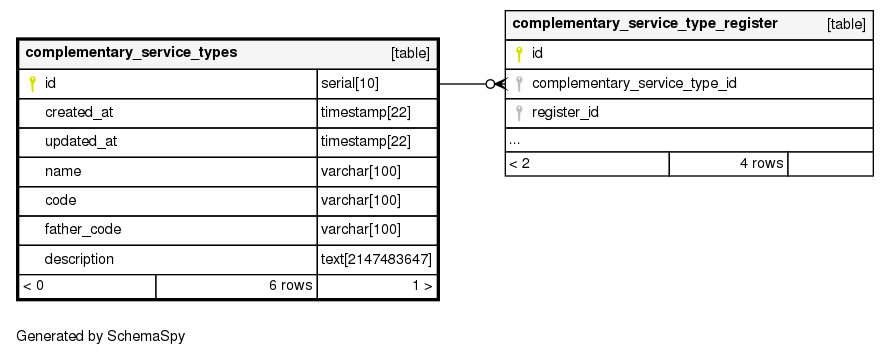 complementary_service_types [table]
id serial[10]
created_at timestamp[22]
updated_at timestamp[22]
name varchar[100]
code varchar[100]
father_code varchar[100]
description text[2147483647]
< 0 6 rows 1 >
complementary_service_type_register [table]
id
complementary_service_type_id
register_id
...
< 2 4 rows
Generated by SchemaSpy